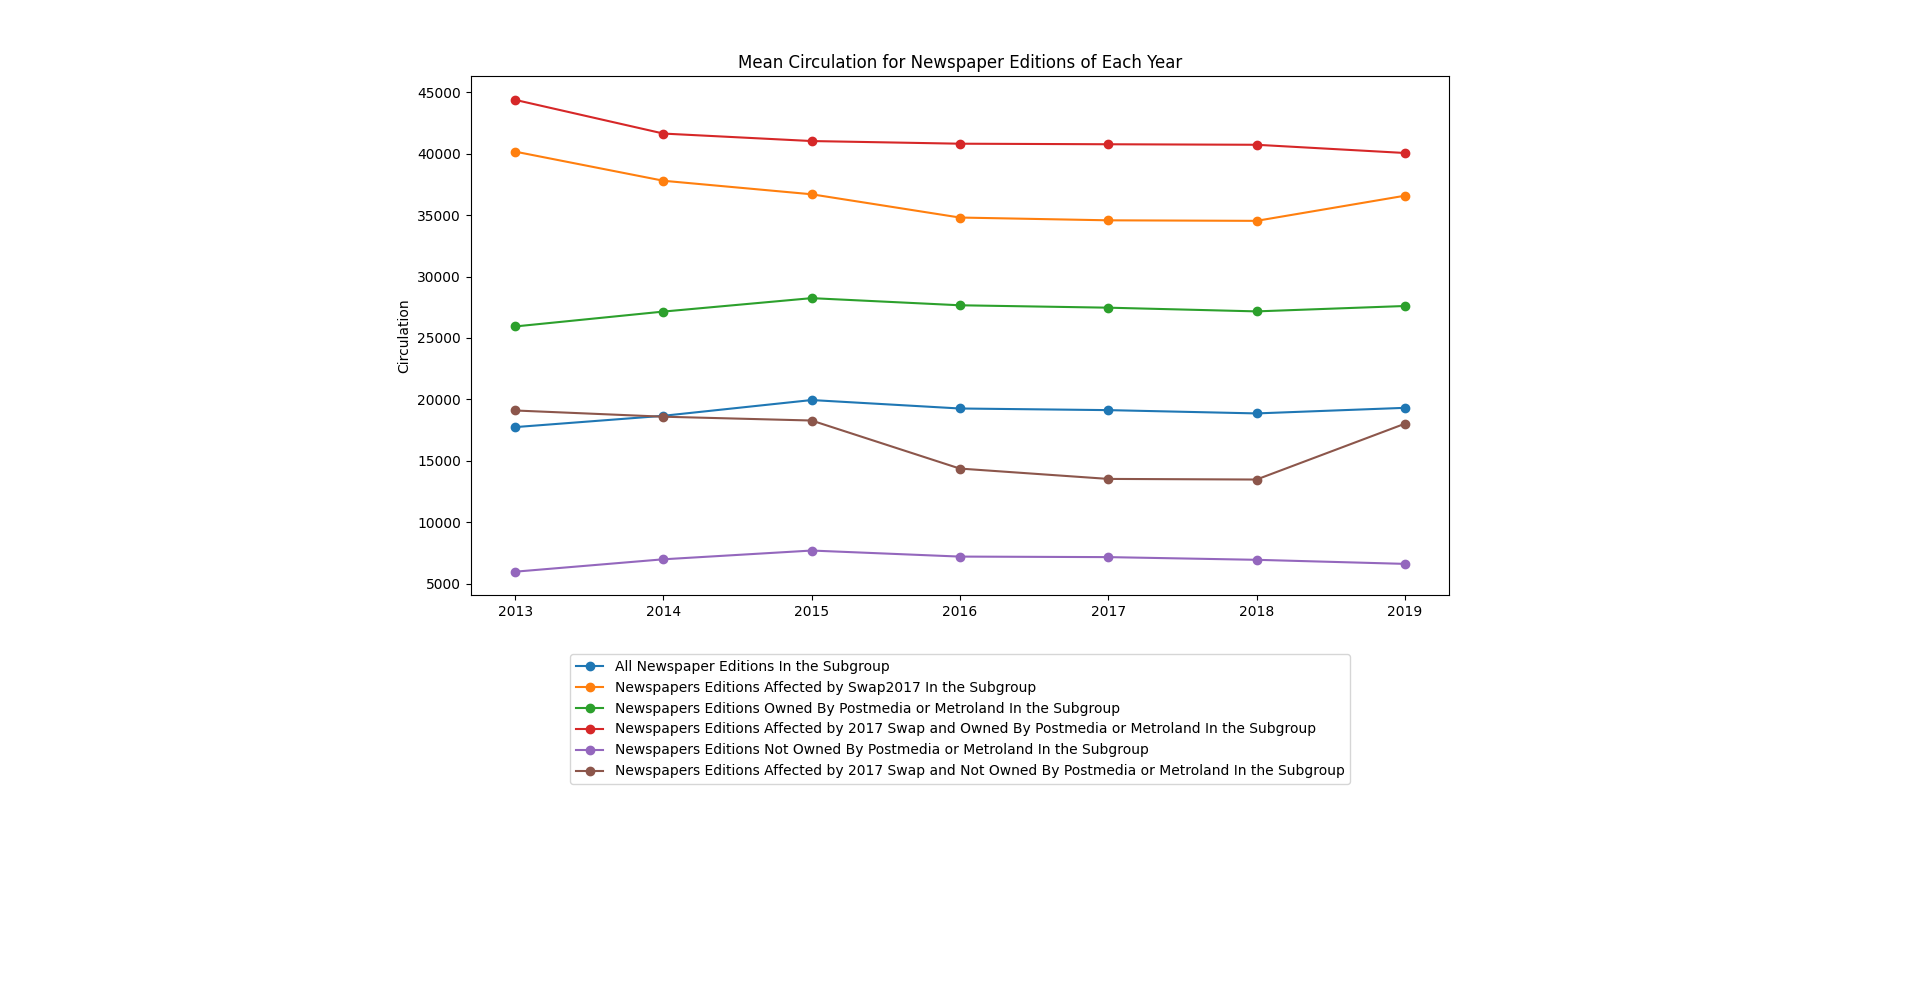 Mean Circulation for Newspaper Editions of Each Year
45000
40000
35000
30000
25000
20000
15000
10000
5000
Circulation
2013 2014 2015 2016 2017 2018 2019
All Newspaper Editions In the Subgroup
Newspapers Editions Affected by Swap2017 In the Subgroup
Newspapers Editions Owned By Postmedia or Metroland In the Subgroup
Newspapers Editions Affected by 2017 Swap and Owned By Postmedia or Metroland In the Subgroup
Newspapers Editions Not Owned By Postmedia or Metroland In the Subgroup
Newspapers Editions Affected by 2017 Swap and Not Owned By Postmedia or Metroland In the Subgroup